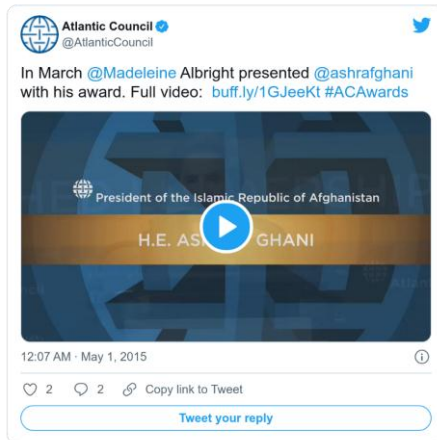 Atlantic Council
@AtlanticCouncil
In March @Madeleine Albright presented @ashrafghani
with his award. Full video: buff.ly/1GJeeKt #ACAwards
President of the Islamic Republic of Afghanistan
H.E. AS GHANI
12:07 AM · May 1, 2015
2 2 Copy link to Tweet
Tweet your reply